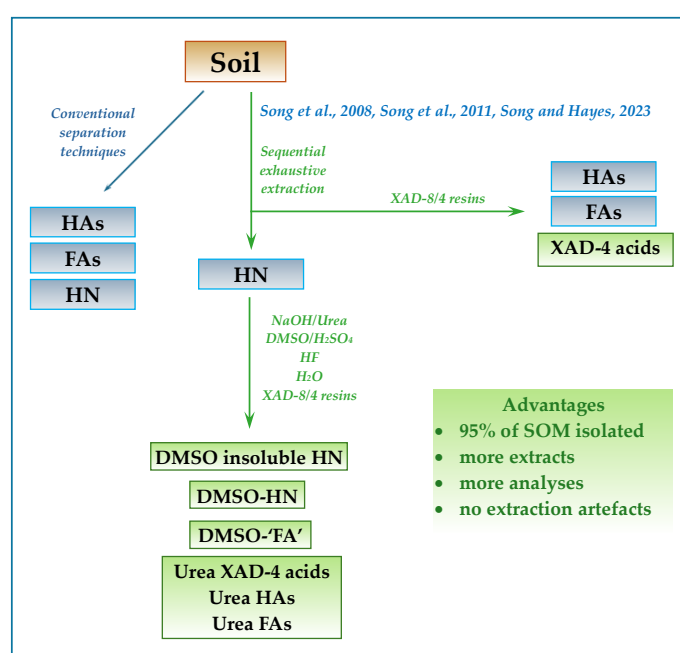 Soil
Conventional
separation
techniques
Song et al., 2008, Song et al., 2011, Song and Hayes, 2023
Sequential
exhaustive
extraction
XAD-8/4 resins
HAs
FAs
XAD-4 acids
HAs
FAs
HN
HN
NaOH/Urea
DMSO/H₂SO₄
HF
H₂O
XAD-8/4 resins
DMSO insoluble HN
DMSO-HN
DMSO-‘FA’
Urea XAD-4 acids
Urea HAs
Urea FAs
Advantages
• 95% of SOM isolated
• more extracts
• more analyses
• no extraction artefacts